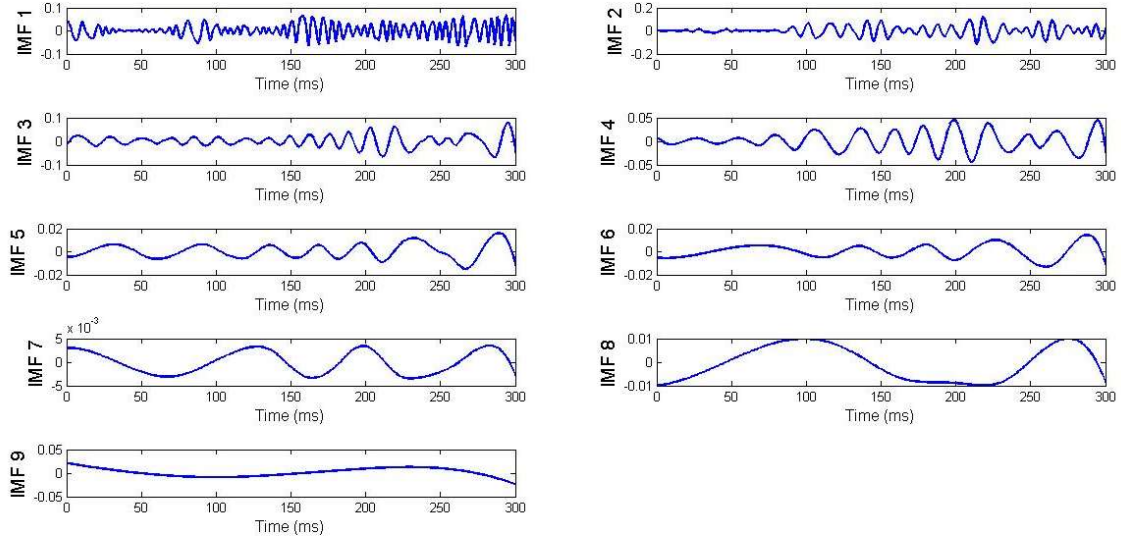 IMF 1
0.1
0
-0.1
0 50 100 150 200 250 300
Time (ms)
IMF 2
0.2
0
-0.2
0 50 100 150 200 250 300
Time (ms)
IMF 3
0.1
0
-0.1
0 50 100 150 200 250 300
Time (ms)
IMF 4
0.05
0
-0.05
0 50 100 150 200 250 300
Time (ms)
IMF 5
0.02
0
-0.02
0 50 100 150 200 250 300
Time (ms)
IMF 6
0.02
0
-0.02
0 50 100 150 200 250 300
Time (ms)
IMF 7
x 10^-3
5
0
-5
0 50 100 150 200 250 300
Time (ms)
IMF 8
0.01
0
-0.01
0 50 100 150 200 250 300
Time (ms)
IMF 9
0.05
0
-0.05
0 50 100 150 200 250 300
Time (ms)